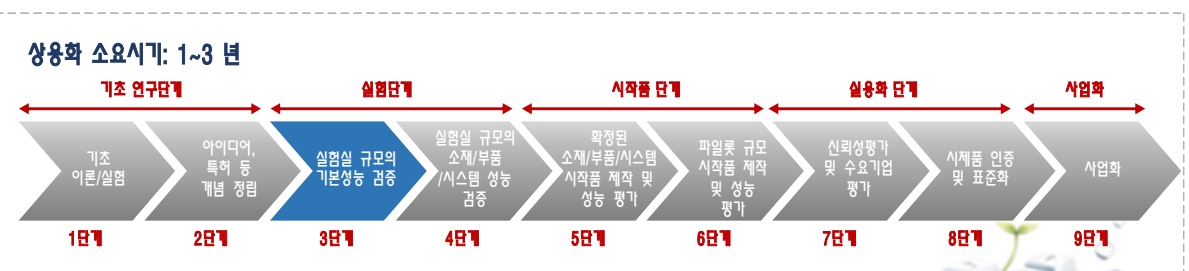 상용화 소요시기: 1~3 년
기초 연구단계
실험단계
시작품 단계
실용화 단계
사업화
기초
이론/실험
아이디어,
특허 등
개념 정립
실험실 규모의
기본성능 검증
실험실 규모의
소재/부품
/시스템 성능
검증
확정된
소재/부품/시스템
시작품 제작 및
성능 평가
파일롯 규모
시작품 제작
및 성능
평가
신뢰성평가
및 수요기업
평가
시제품 인증
및 표준화
사업화
1단계
2단계
3단계
4단계
5단계
6단계
7단계
8단계
9단계